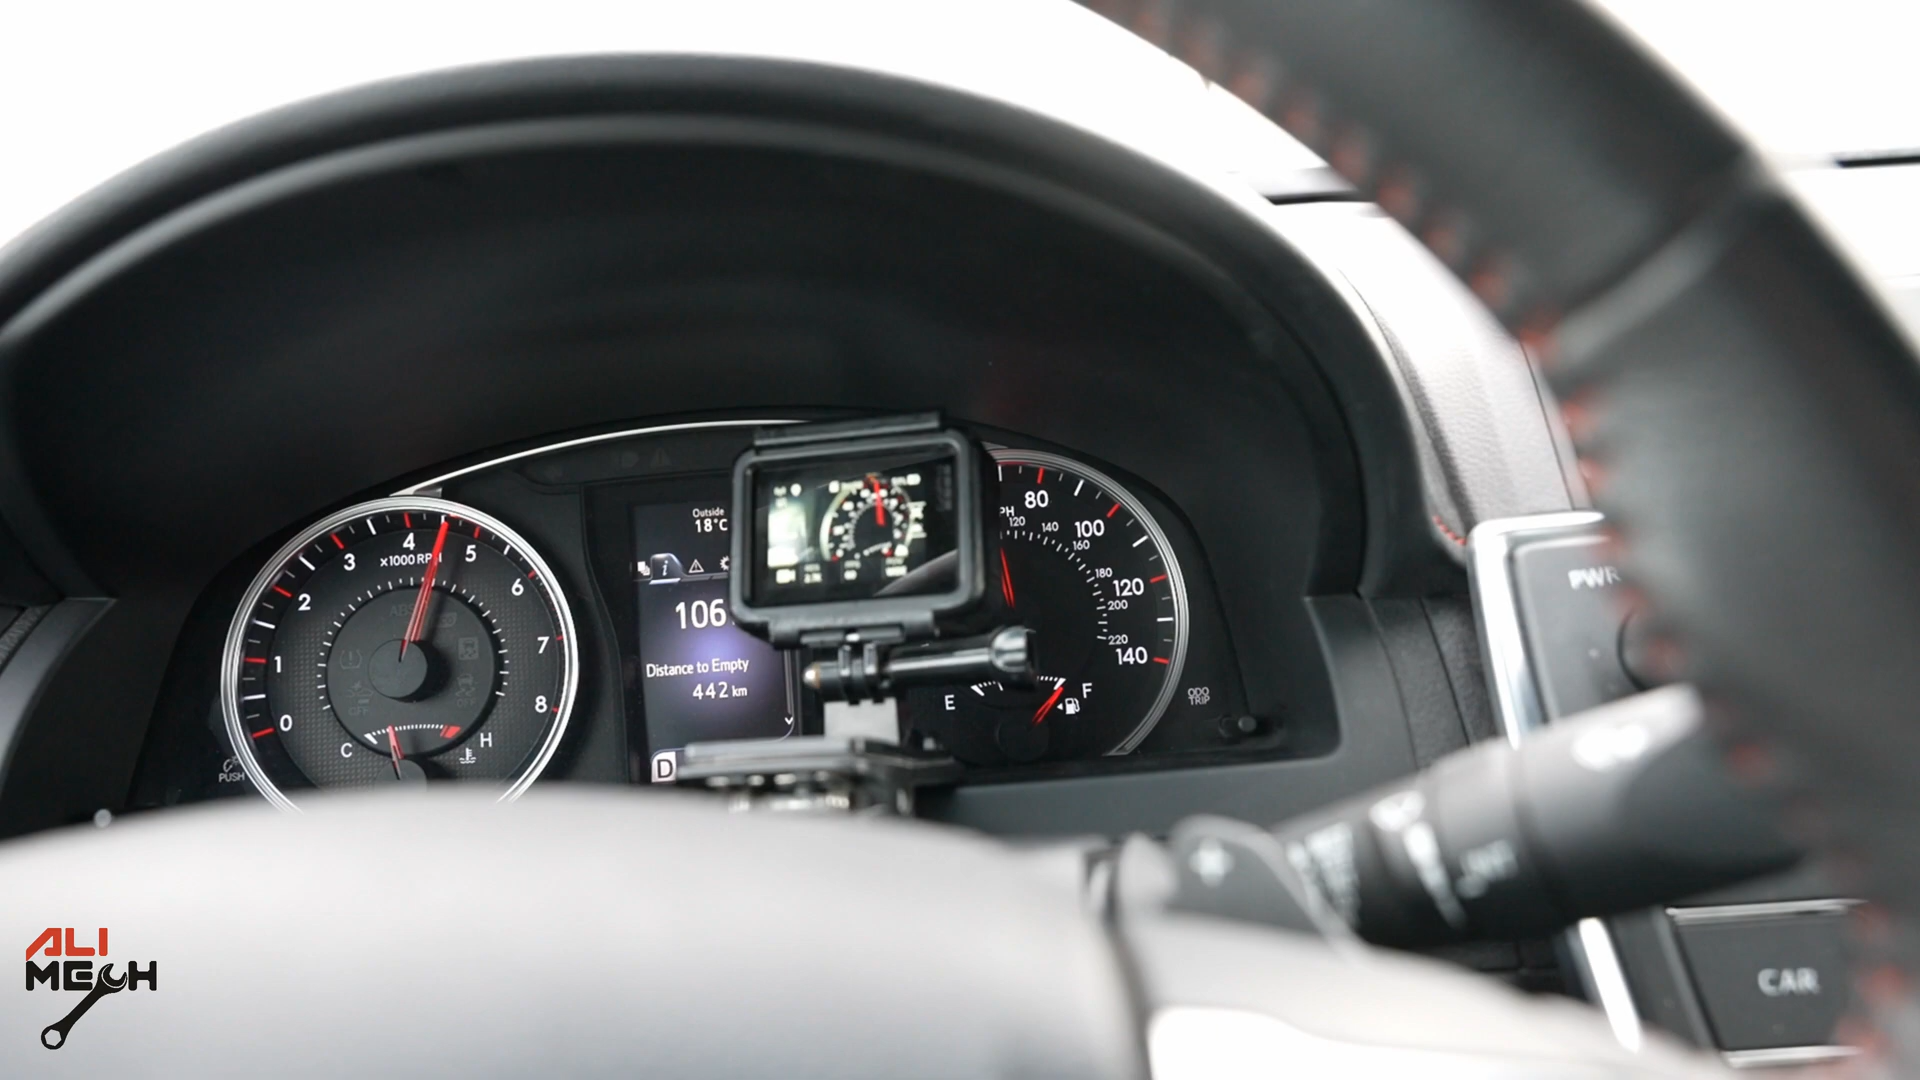 0
1
2
3
4
5
6
7
8
x1000 RPM
C
H
PUSH
Outside
18°C
i
106
Distance to Empty
442 km
D
80
100
120
140
120
140
160
180
200
220
E
F
ODO
TRIP
PWR
CAR
ALI
MECH